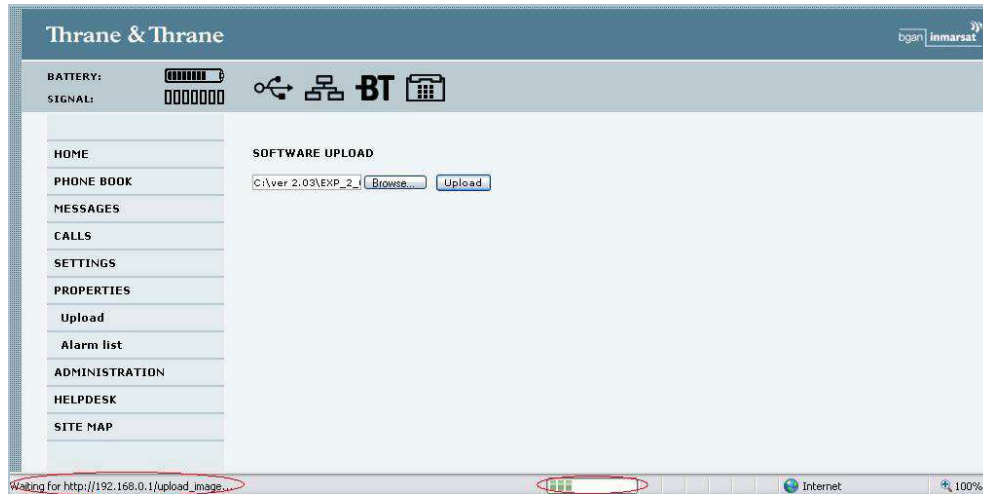 Thrane & Thrane
bgan inmarsat
BATTERY:
SIGNAL:
BT
HOME
PHONE BOOK
MESSAGES
CALLS
SETTINGS
PROPERTIES
Upload
Alarm list
ADMINISTRATION
HELPDESK
SITE MAP
SOFTWARE UPLOAD
C:\ver 2.03\EXP_2_ Browse... Upload
Waiting for http://192.168.0.1/upload_image... Internet 100%